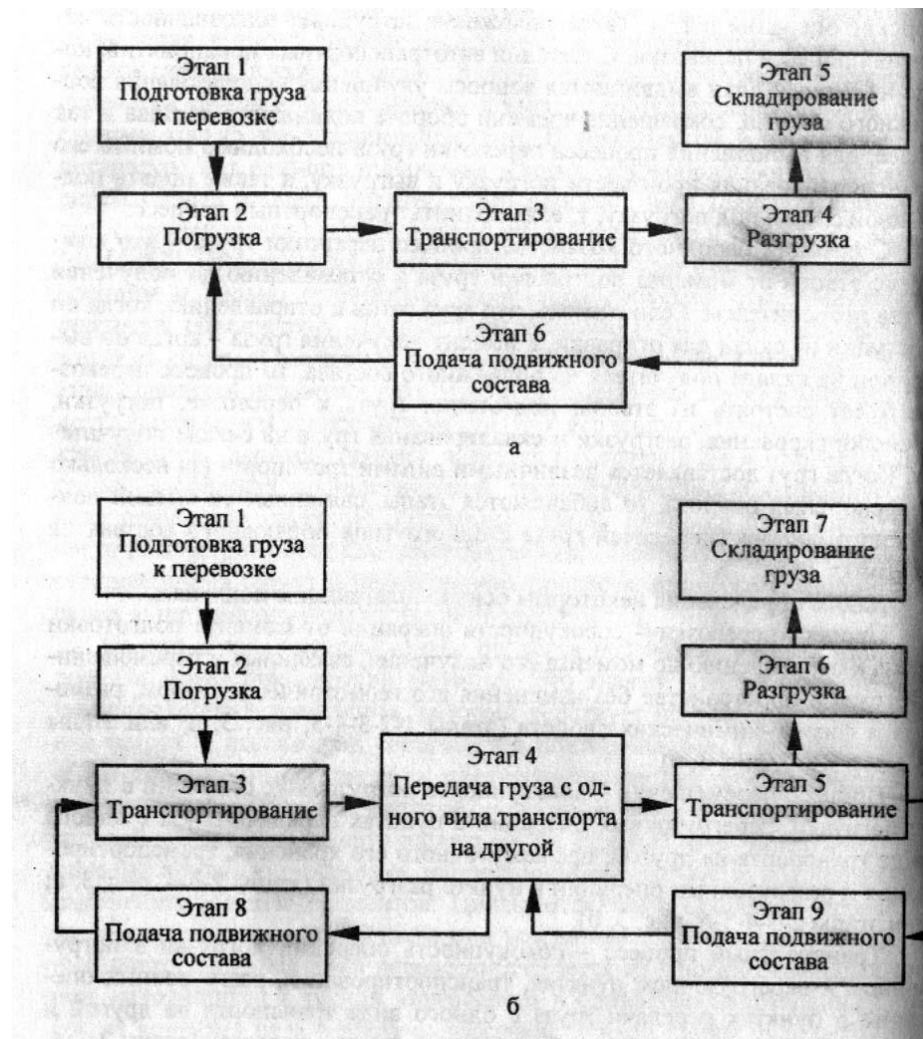 Этап 1
Подготовка груза
к перевозке
Этап 5
Складирование
груза
Этап 2
Погрузка
Этап 3
Транспортирование
Этап 4
Разгрузка
Этап 6
Подача подвижного
состава
а
Этап 1
Подготовка груза
к перевозке
Этап 7
Складирование
груза
Этап 2
Погрузка
Этап 6
Разгрузка
Этап 3
Транспортирование
Этап 4
Передача груза с од-
ного вида транспорта
на другой
Этап 5
Транспортирование
Этап 8
Подача подвижного
состава
Этап 9
Подача подвижного
состава
б